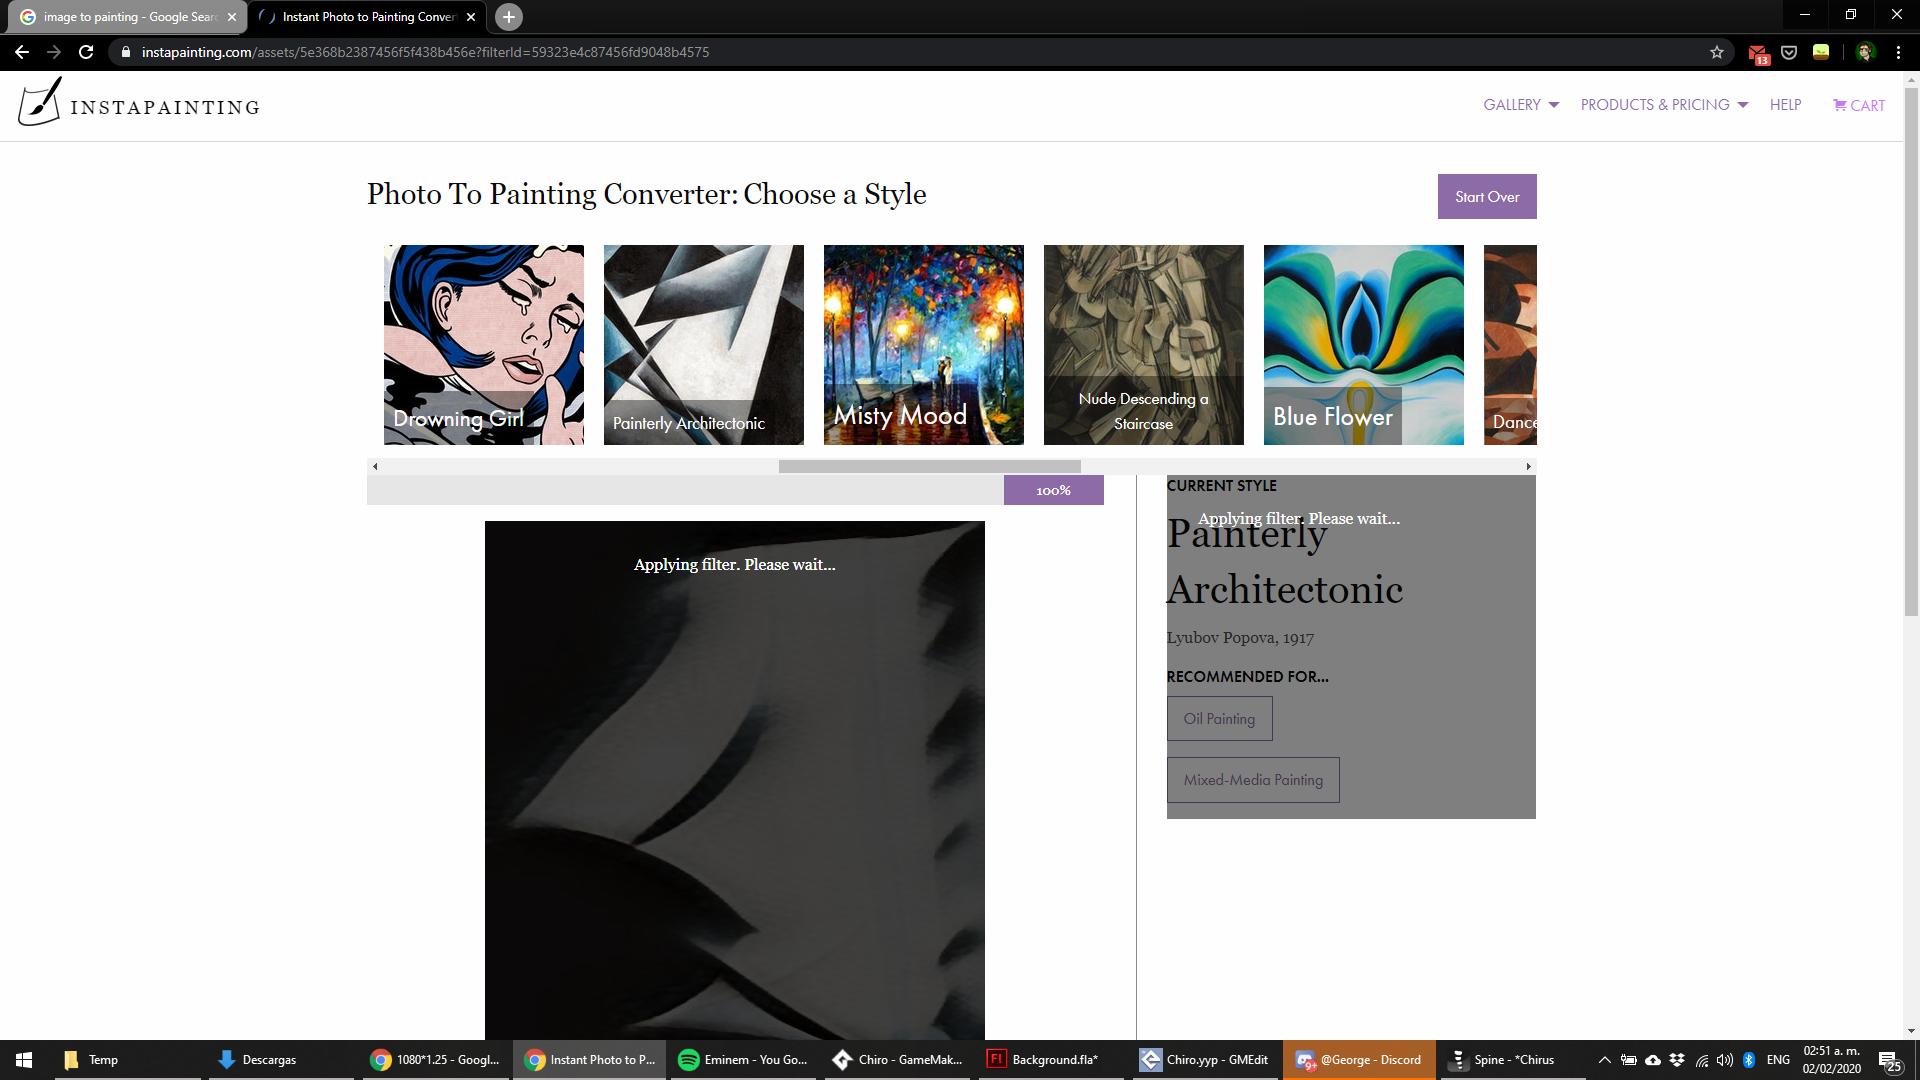 image to painting - Google Searc
Instant Photo to Painting Conver
instapainting.com/assets/5e368b2387456f5f438b456e?filterId=59323e4c87456fd9048b4575
13
INSTAPAINTING
GALLERY
PRODUCTS & PRICING
HELP
CART
Photo To Painting Converter: Choose a Style
Start Over
Drowning Girl
Painterly Architectonic
Misty Mood
Nude Descending a
Staircase
Blue Flower
Dance
100%
Applying filter. Please wait...
CURRENT STYLE
Applying filter. Please wait...
Painterly
Architectonic
Lyubov Popova, 1917
RECOMMENDED FOR...
Oil Painting
Mixed-Media Painting
Temp
Descargas
1080*1.25 - Googl...
Instant Photo to P...
Eminem - You Go...
Chiro - GameMak...
Fl
Background.fla*
Chiro.yyp - GMEdit
9+
@George - Discord
Spine - *Chirus
ENG
02:51 a. m.
02/02/2020
25